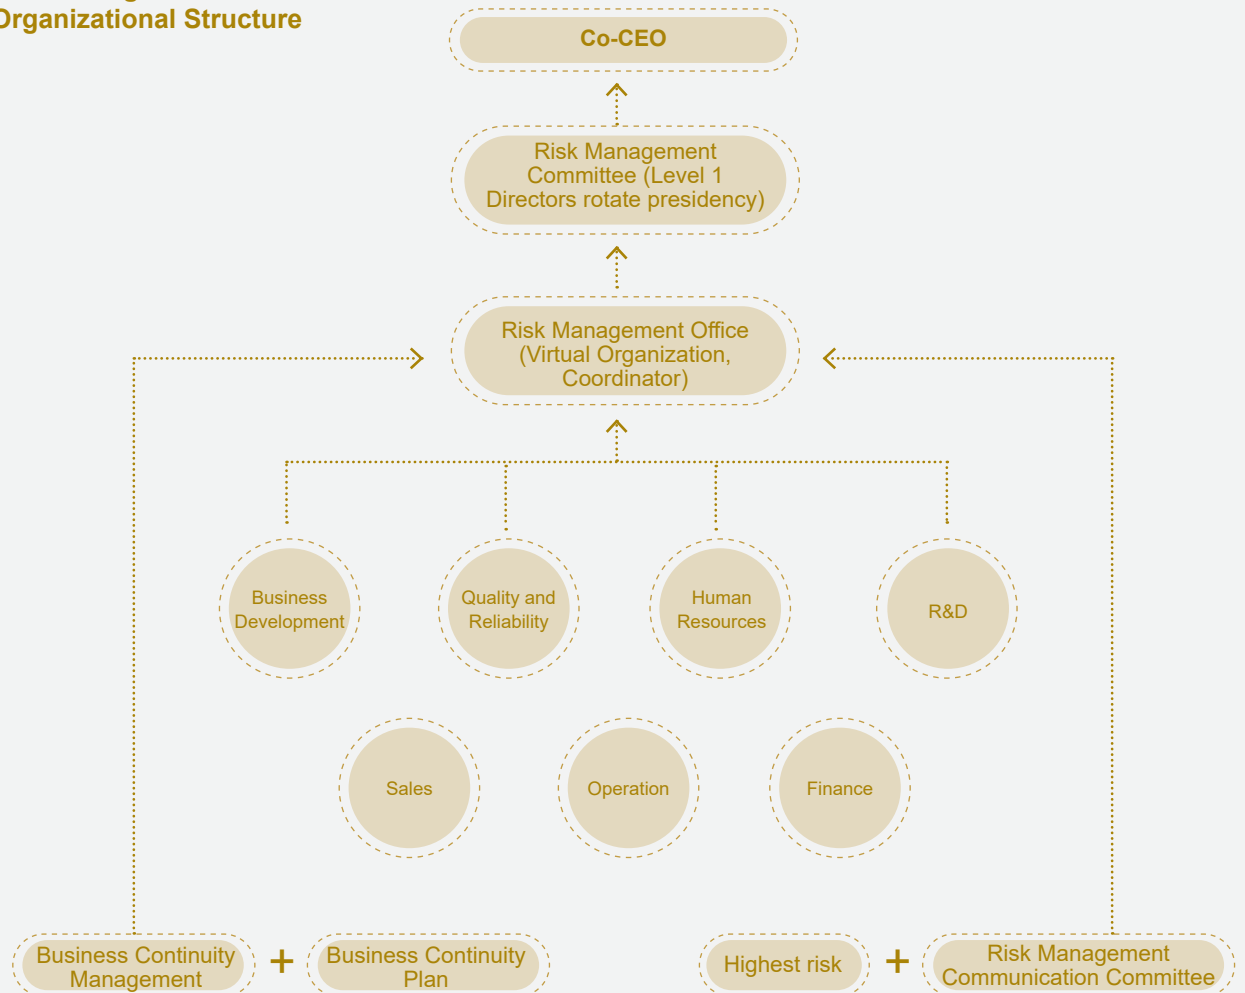 Organizational Structure
Co-CEO
Risk Management
Committee (Level 1
Directors rotate presidency)
Risk Management Office
(Virtual Organization,
Coordinator)
Business
Development
Quality and
Reliability
Human
Resources
R&D
Sales
Operation
Finance
Business Continuity
Management
+
Business Continuity
Plan
Highest risk
+
Risk Management
Communication Committee